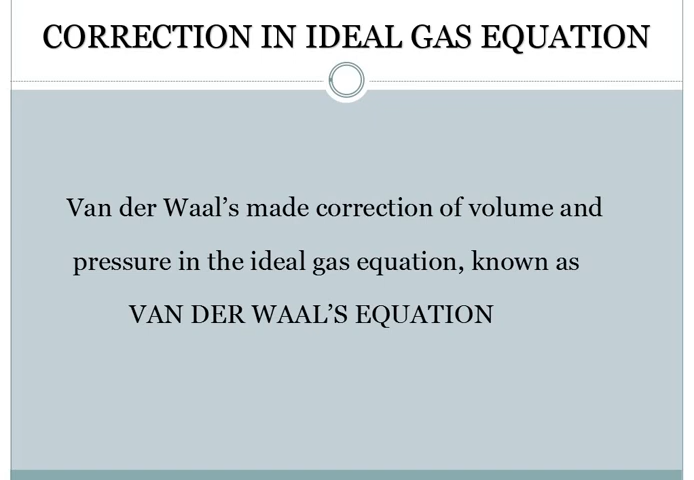 CORRECTION IN IDEAL GAS EQUATION
Van der Waal’s made correction of volume and
pressure in the ideal gas equation, known as
VAN DER WAAL’S EQUATION